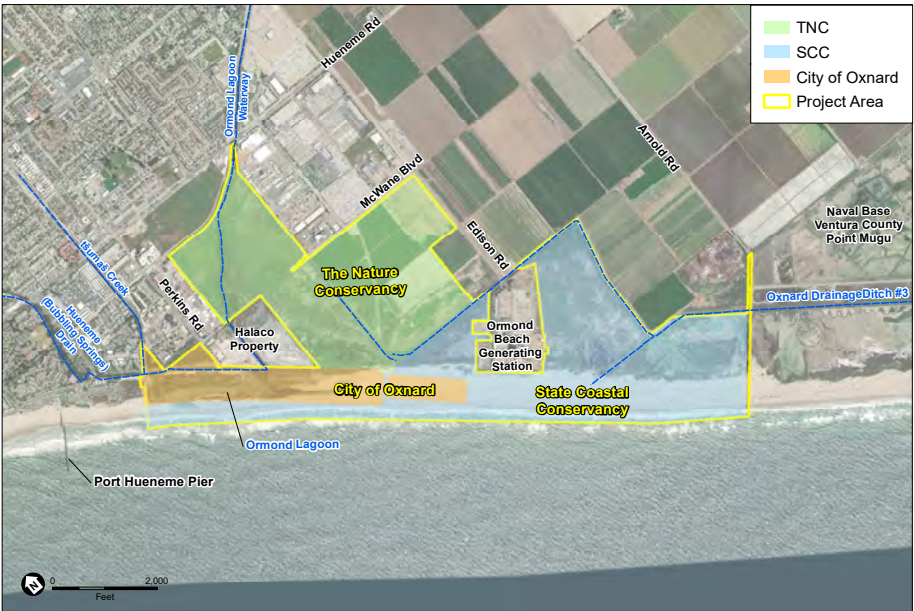 TNC
SCC
City of Oxnard
Project Area
Hueneme Rd
Ormond Lagoon
Waterway
McWane Blvd
Arnold Rd
Edison Rd
Naval Base
Ventura County
Point Mugu
tšumaš Creek
The Nature
Conservancy
Perkins Rd
Oxnard DrainageDitch #3
Hueneme
(Bubbling Springs)
Drain
Halaco
Property
Ormond
Beach
Generating
Station
City of Oxnard
State Coastal
Conservancy
Ormond Lagoon
Port Hueneme Pier
N
0
2,000
Feet